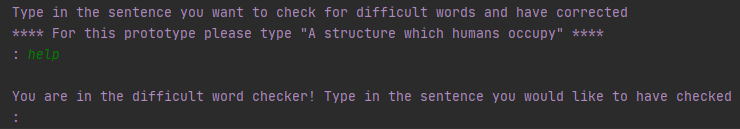 Type in the sentence you want to check for difficult words and have corrected
**** For this prototype please type "A structure which humans occupy" ****
: help
You are in the difficult word checker! Type in the sentence you would like to have checked
: